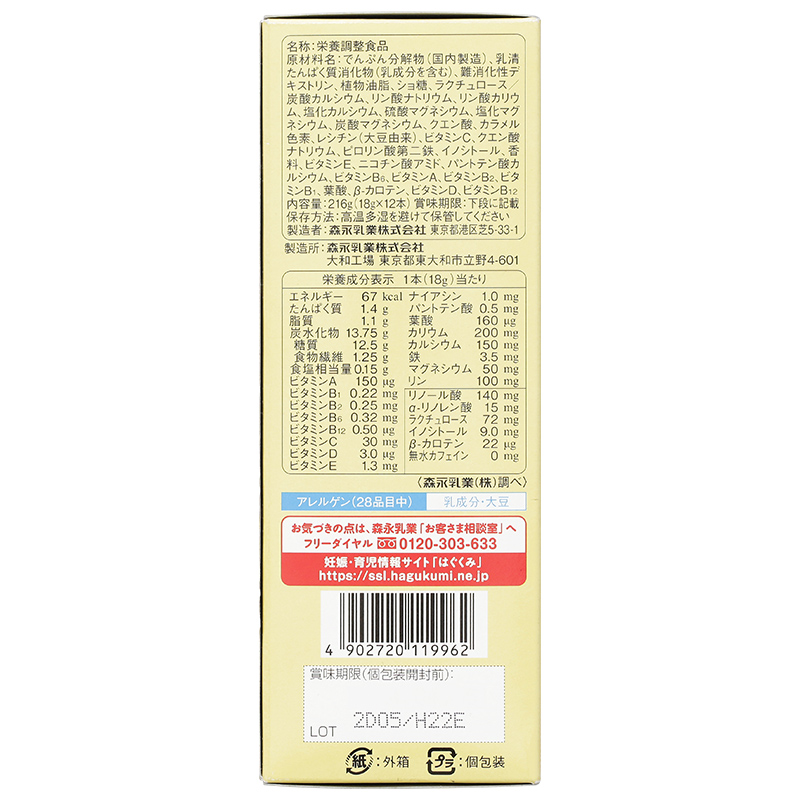 名称：栄養調整食品
原材料名：でんぷん分解物（国内製造）、乳清
たんぱく質消化物（乳成分を含む）、難消化性デ
キストリン、植物油脂、ショ糖、ラクチュロース／
炭酸カルシウム、リン酸ナトリウム、リン酸カリウ
ム、塩化カルシウム、硫酸マグネシウム、塩化マグ
ネシウム、炭酸マグネシウム、クエン酸、カラメル
色素、レシチン（大豆由来）、ビタミンC、クエン酸
ナトリウム、ピロリン酸第二鉄、イノシトール、香
料、ビタミンE、ニコチン酸アミド、パントテン酸カ
ルシウム、ビタミンB6、ビタミンA、ビタミンB2、ビタ
ミンB1、葉酸、β-カロテン、ビタミンD、ビタミンB12
内容量：216g（18g×12本） 賞味期限：下段に記載
保存方法：高温多湿を避けて保管してください
製造者：森永乳業株式会社 東京都港区芝5-33-1
製造所：森永乳業株式会社
大和工場 東京都東大和市立野4-601
栄養成分表示 1本（18g）当たり
エネルギー 67 kcal
たんぱく質 1.4 g
脂質 1.1 g
炭水化物 13.75 g
糖質 12.5 g
食物繊維 1.25 g
食塩相当量 0.15 g
ビタミンA 150 μg
ビタミンB1 0.22 mg
ビタミンB2 0.25 mg
ビタミンB6 0.32 mg
ビタミンB12 0.50 μg
ビタミンC 30 mg
ビタミンD 3.0 μg
ビタミンE 1.3 mg
ナイアシン 1.0 mg
パントテン酸 0.5 mg
葉酸 160 μg
カリウム 200 mg
カルシウム 150 mg
鉄 3.5 mg
マグネシウム 50 mg
リン 100 mg
リノール酸 140 mg
α-リノレン酸 15 mg
ラクチュロース 72 mg
イノシトール 9.0 mg
β-カロテン 22 μg
無水カフェイン 0 mg
〈森永乳業（株）調べ〉
アレルゲン（28品目中） 乳成分・大豆
お気づきの点は、森永乳業「お客さま相談室」へ
フリーダイヤル 0120-303-633
妊娠・育児情報サイト「はぐくみ」
https://ssl.hagukumi.ne.jp
4 902720 119962
賞味期限（個包装開封前）：
LOT 2D05/H22E
紙：外箱 プラ：個包装